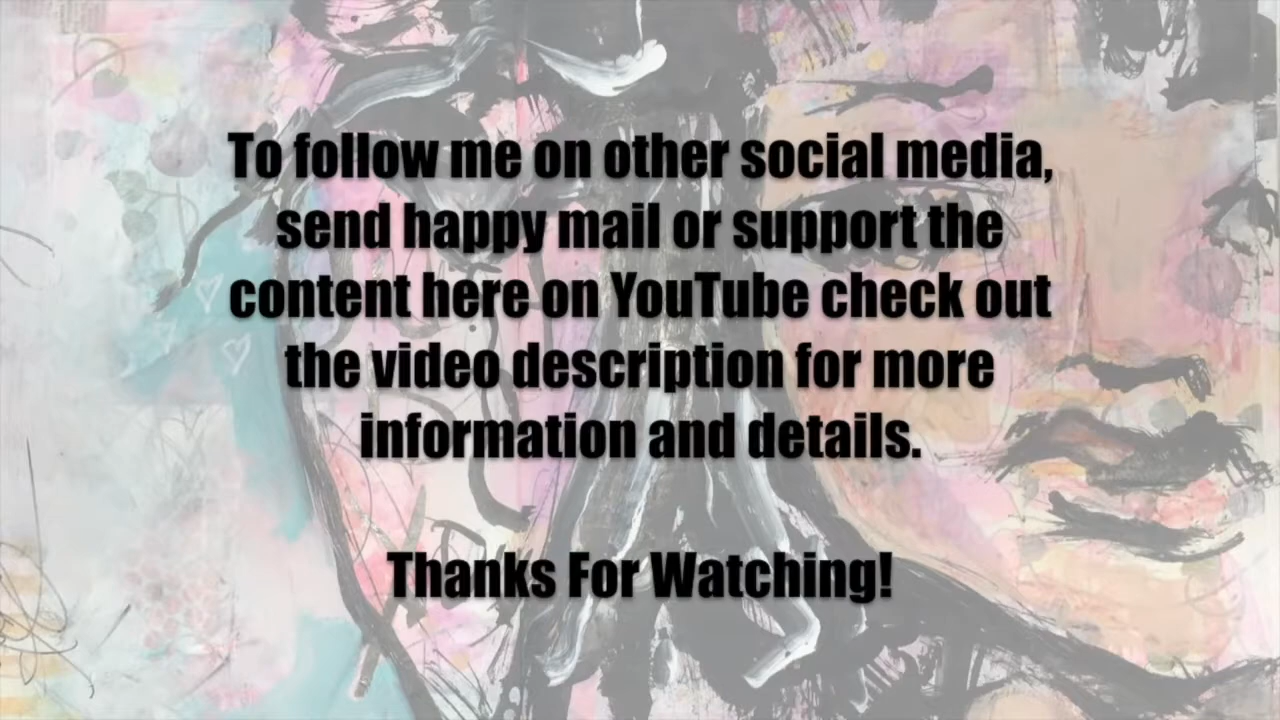 To follow me on other social media,
send happy mail or support the
content here on YouTube check out
the video description for more
information and details.
Thanks For Watching!